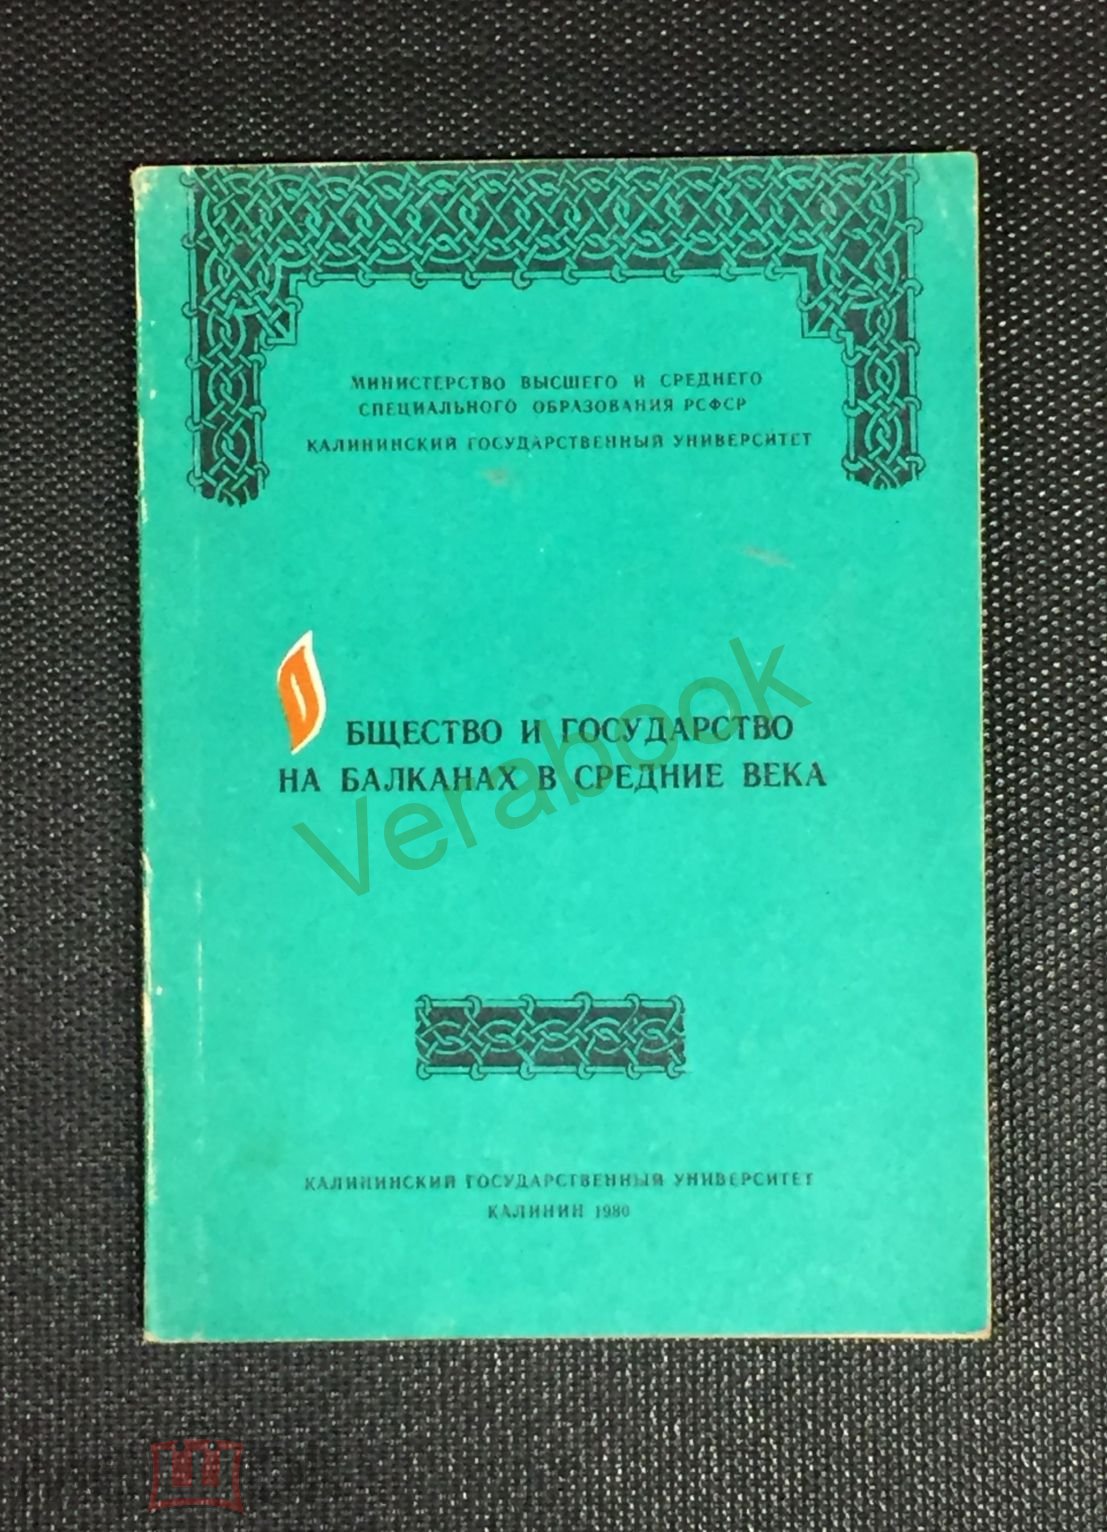 МИНИСТЕРСТВО ВЫСШЕГО И СРЕДНЕГО
СПЕЦИАЛЬНОГО ОБРАЗОВАНИЯ РСФСР
КАЛИНИНСКИЙ ГОСУДАРСТВЕННЫЙ УНИВЕРСИТЕТ
ОБЩЕСТВО И ГОСУДАРСТВО
НА БАЛКАНАХ В СРЕДНИЕ ВЕКА
Verabook
КАЛИНИНСКИЙ ГОСУДАРСТВЕННЫЙ УНИВЕРСИТЕТ
КАЛИНИН 1980